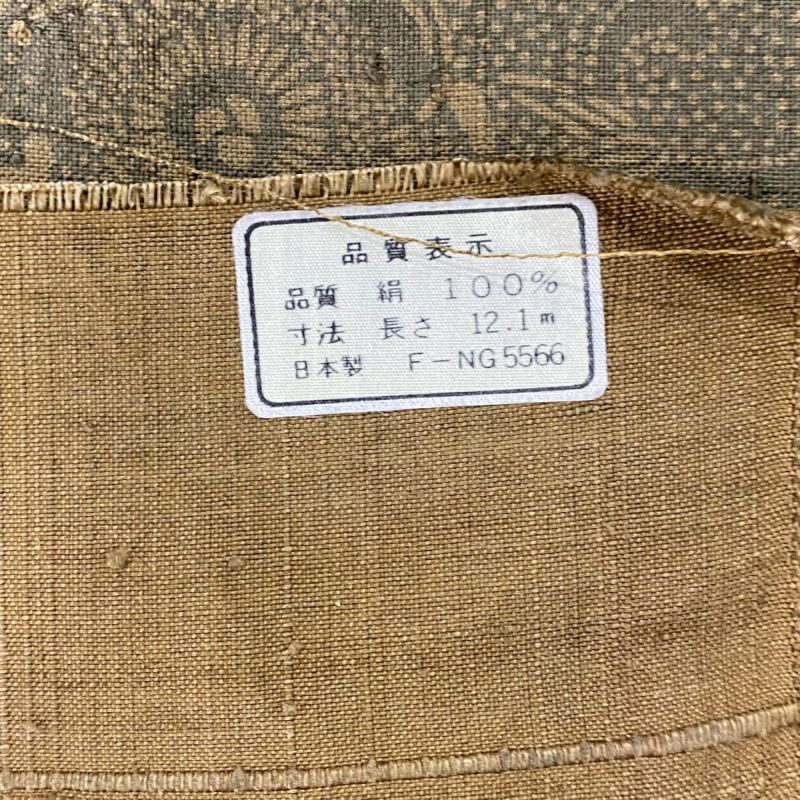 品質表示
品質 絹 100%
寸法 長さ 12.1m
日本製 F-NG5566